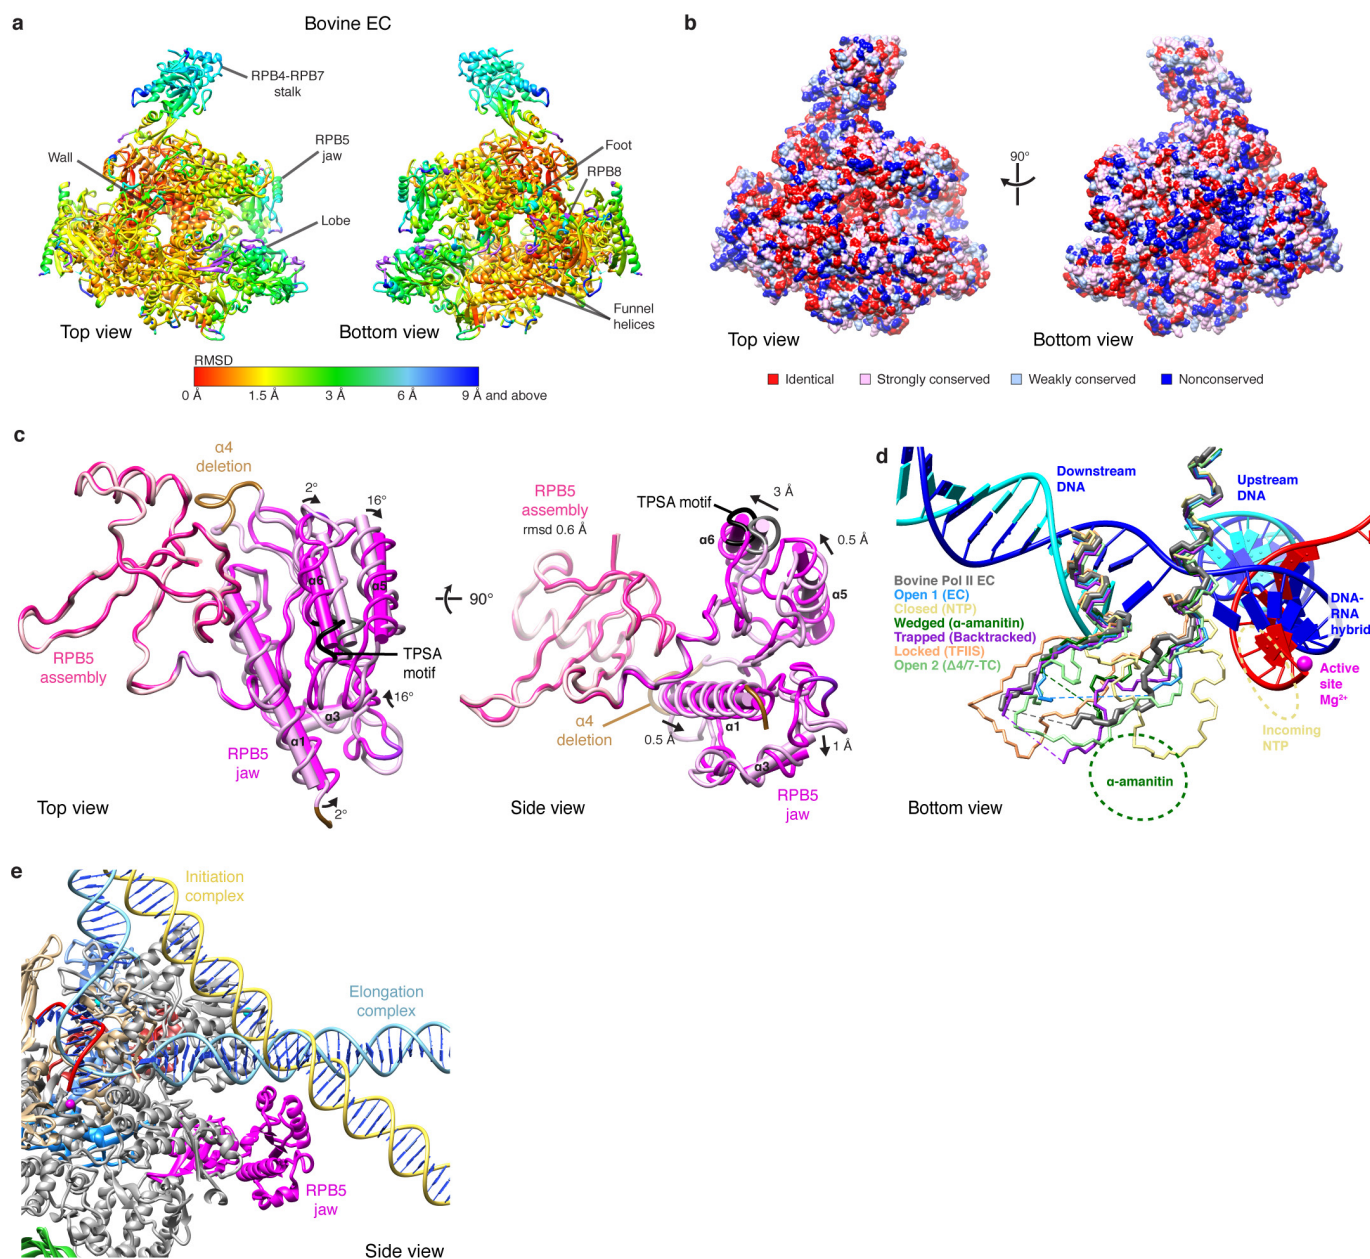 a
Bovine EC
RPB4-RPB7
stalk
Wall
RPB5
jaw
Lobe
Foot
RPB8
Funnel
helices
Top view
Bottom view
RMSD
0 Å
1.5 Å
3 Å
6 Å
9 Å and above
b
90°
Top view
Bottom view
Identical
Strongly conserved
Weakly conserved
Nonconserved
c
α4
deletion
2°
16°
α6
α5
TPSA
motif
RPB5
assembly
16°
α3
α1
RPB5
jaw
2°
Top view
90°
RPB5
assembly
rmsd 0.6 Å
TPSA motif
3 Å
α6
0.5 Å
α5
α4
deletion
0.5 Å
α1
1 Å
α3
RPB5
jaw
Side view
d
Downstream
DNA
Upstream
DNA
Bovine Pol II EC
Open 1 (EC)
Closed (NTP)
Wedged (α-amanitin)
Trapped (Backtracked)
Locked (TFIIS)
Open 2 (Δ4/7-TC)
DNA-
RNA
hybrid
Active
site
Mg²⁺
Incoming
NTP
α-amanitin
Bottom view
e
Initiation
complex
Elongation
complex
RPB5
jaw
Side view